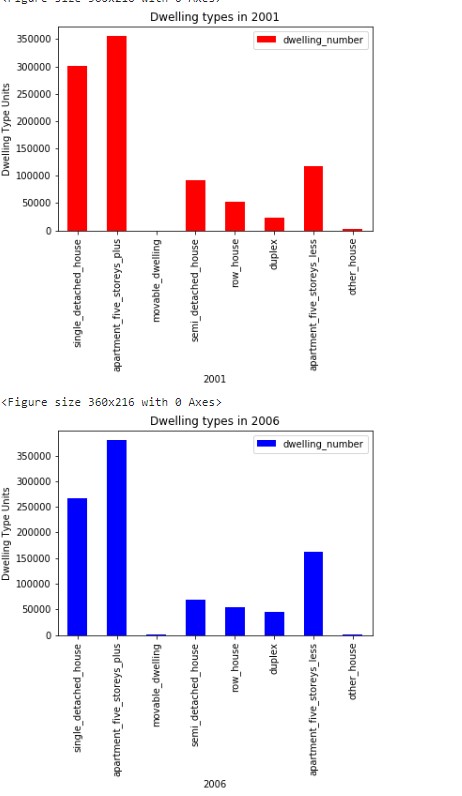 <Figure size 360x216 with 0 Axes>
Dwelling types in 2001
dwelling_number
350000
300000
250000
200000
150000
100000
50000
0
Dwelling Type Units
single_detached_house
apartment_five_storeys_plus
movable_dwelling
semi_detached_house
row_house
duplex
apartment_five_storeys_less
other_house
2001
<Figure size 360x216 with 0 Axes>
Dwelling types in 2006
dwelling_number
350000
300000
250000
200000
150000
100000
50000
0
Dwelling Type Units
single_detached_house
apartment_five_storeys_plus
movable_dwelling
semi_detached_house
row_house
duplex
apartment_five_storeys_less
other_house
2006